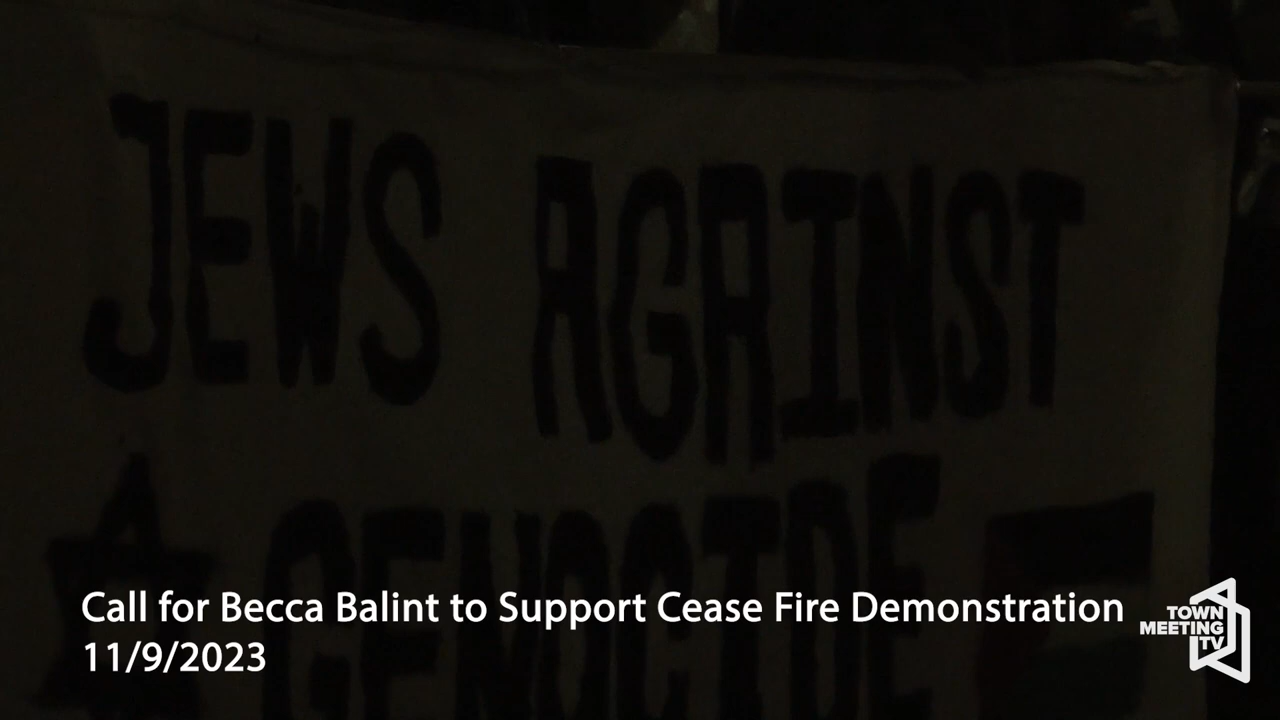 JEWS AGAINST
GENOCIDE
Call for Becca Balint to Support Cease Fire Demonstration
11/9/2023
TOWN
MEETING
TV